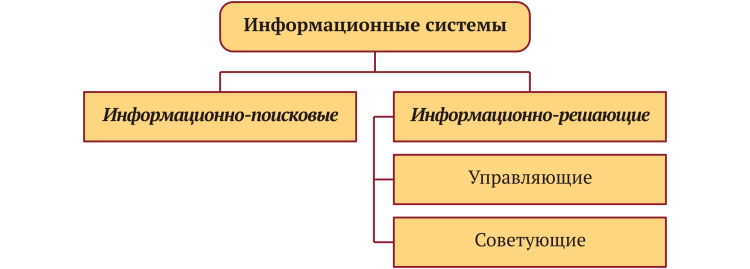 Информационные системы
Информационно-поисковые
Информационно-решающие
Управляющие
Советующие